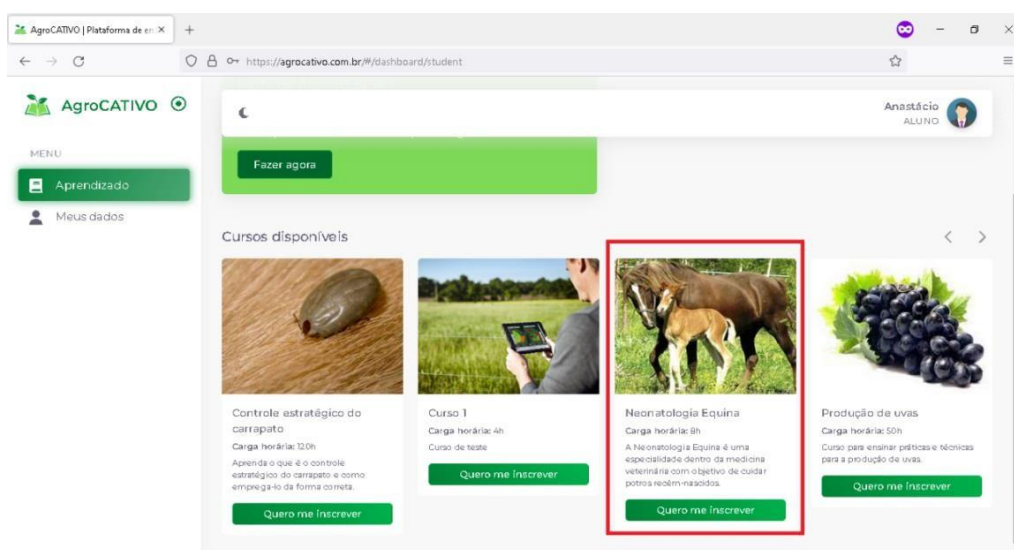 AgroCATIVO | Plataforma de en
https://agrocativo.com.br/#/dashboard/student
AgroCATIVO
Anastácio
ALUNO
MENU
Fazer agora
Aprendizado
Meus dados
Cursos disponíveis
Controle estratégico do
carrapato
Carga horária: 120h
Aprenda o que é o controle
estratégico do carrapato e como
emprega-lo da forma correta.
Quero me inscrever
Curso 1
Carga horária: 4h
Curso de teste
Quero me inscrever
Neonatologia Equina
Carga horária: 8h
A Neonatologia Equina é uma
especialidade dentro da medicina
veterinária com objetivo de cuidar
potros recém-nascidos.
Quero me inscrever
Produção de uvas
Carga horária: 50h
Curso para ensinar práticas e técnicas
para a produção de uvas.
Quero me inscrever